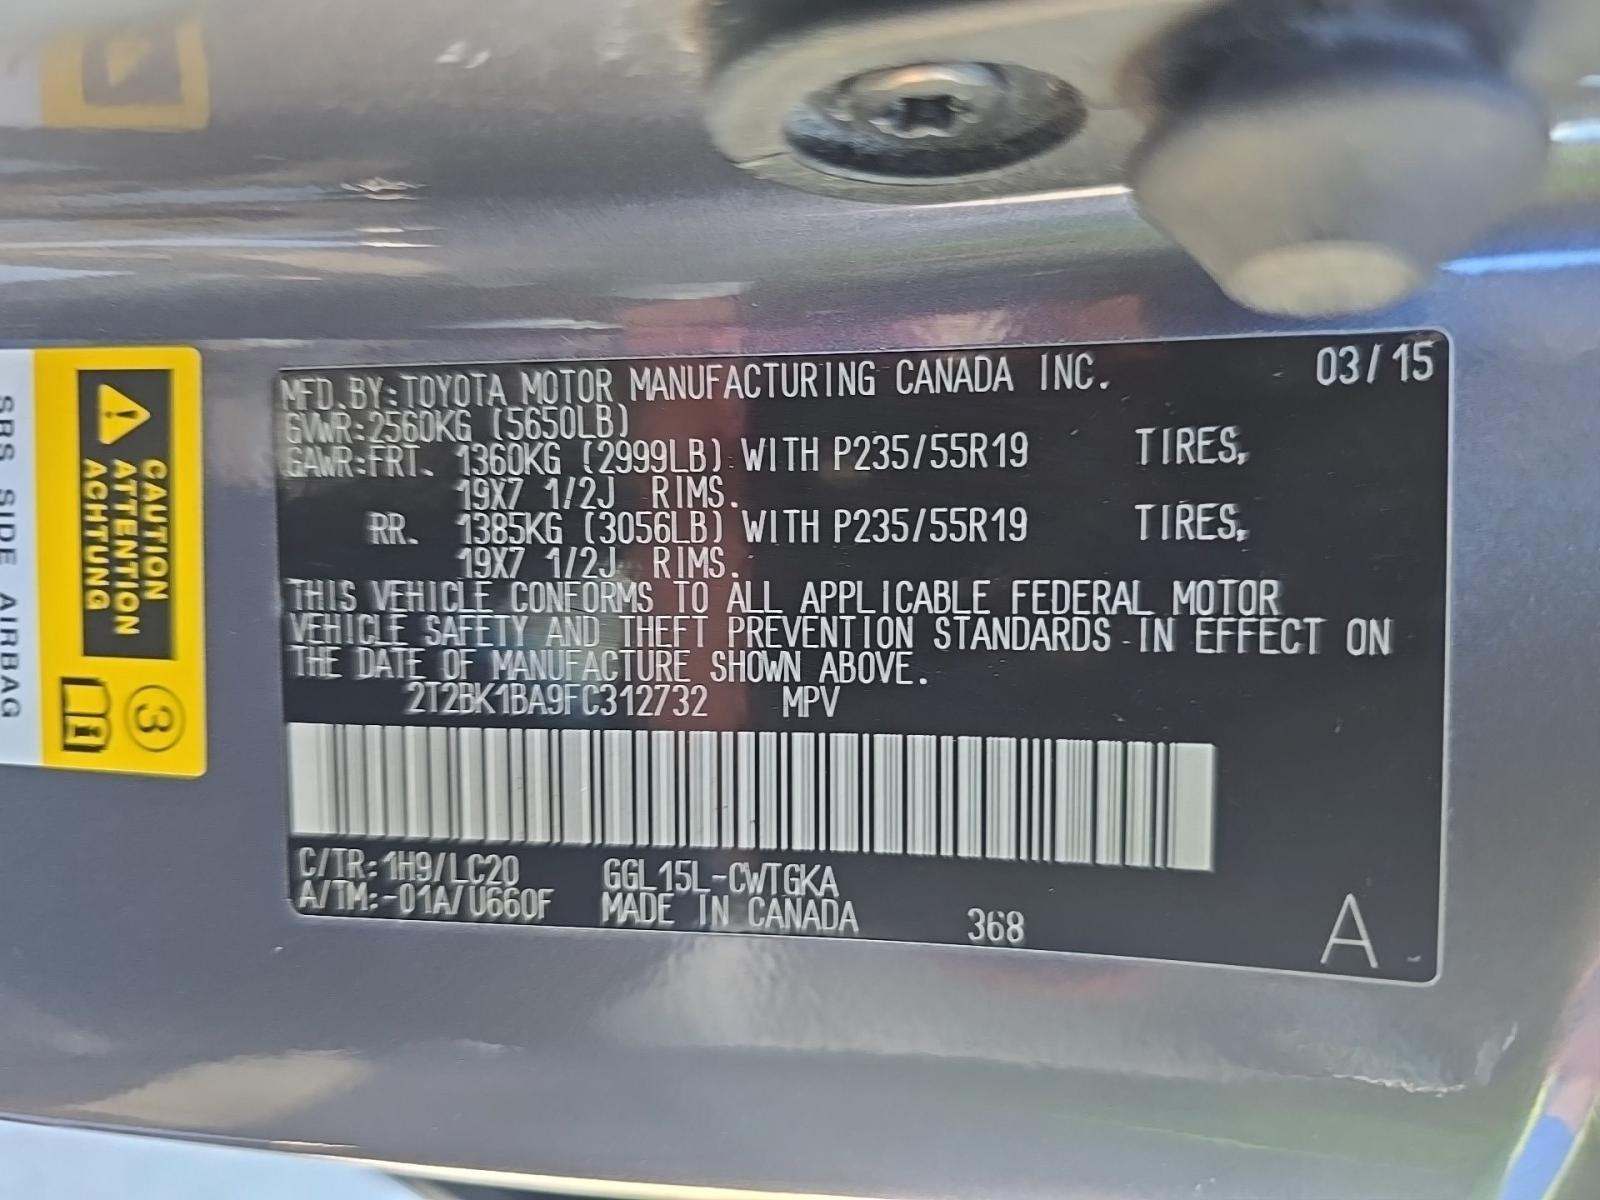 MFD.BY:TOYOTA MOTOR MANUFACTURING CANADA INC. 03/15
GVWR:2560KG (5650LB)
GAWR:FRT. 1360KG (2999LB) WITH P235/55R19 TIRES,
19X7 1/2J RIMS.
RR. 1385KG (3056LB) WITH P235/55R19 TIRES,
19X7 1/2J RIMS.
THIS VEHICLE CONFORMS TO ALL APPLICABLE FEDERAL MOTOR
VEHICLE SAFETY AND THEFT PREVENTION STANDARDS IN EFFECT ON
THE DATE OF MANUFACTURE SHOWN ABOVE.
2T2BK1BA9FC312732 MPV
C/TR:1H9/LC20 GGL15L-CWTGKA
A/TM:-01A/U660F MADE IN CANADA 368 A
CAUTION
ATTENTION
ACHTUNG
3
SRS SIDE AIRBAG